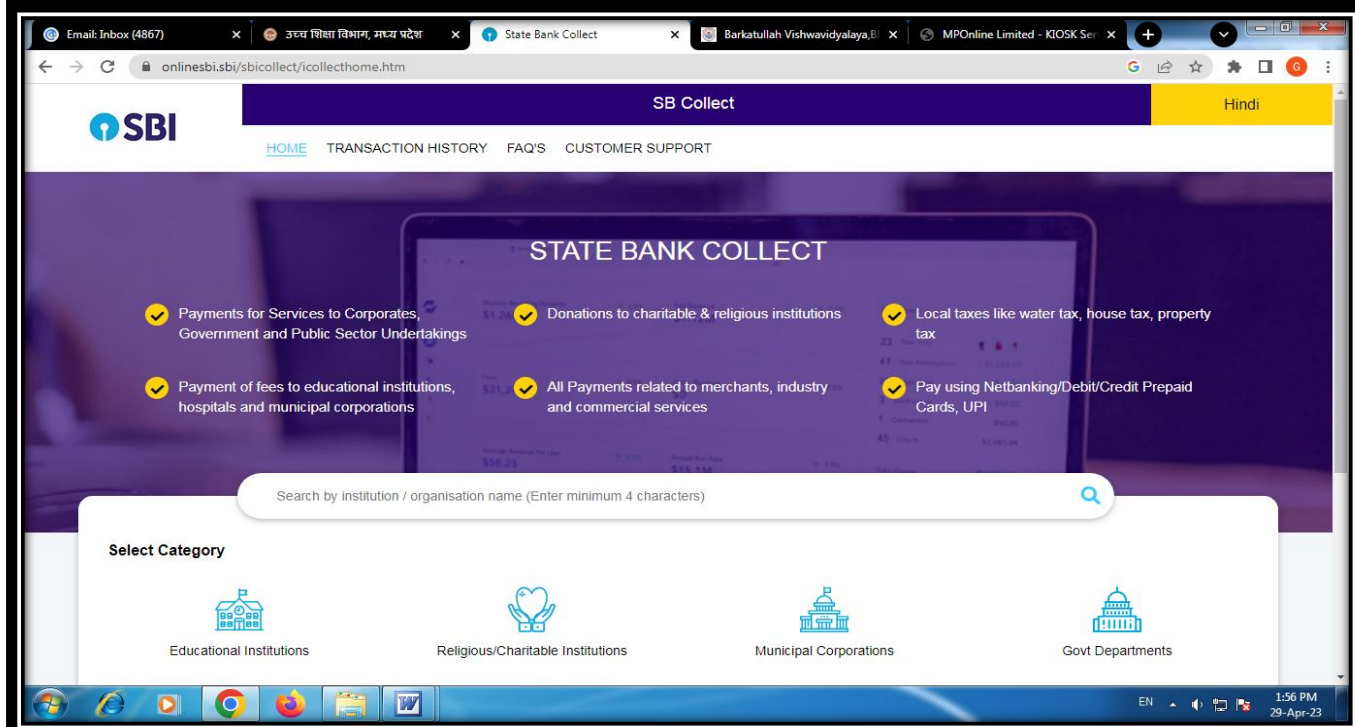 Email: Inbox (4867)
उच्च शिक्षा विभाग, मध्य प्रदेश
State Bank Collect
Barkatullah Vishwavidyalaya,B
MPOnline Limited - KIOSK Ser
onlinesbi.sbi/sbicollect/icollecthome.htm
G
G
SBI
SB Collect
Hindi
HOME TRANSACTION HISTORY FAQ'S CUSTOMER SUPPORT
STATE BANK COLLECT
Payments for Services to Corporates,
Government and Public Sector Undertakings
Donations to charitable & religious institutions
Local taxes like water tax, house tax, property
tax
Payment of fees to educational institutions,
hospitals and municipal corporations
All Payments related to merchants, industry
and commercial services
Pay using Netbanking/Debit/Credit Prepaid
Cards, UPI
$10.25
$15.1M
Search by institution / organisation name (Enter minimum 4 characters)
Select Category
Educational Institutions
Religious/Charitable Institutions
Municipal Corporations
Govt Departments
W
EN
1:56 PM
29-Apr-23